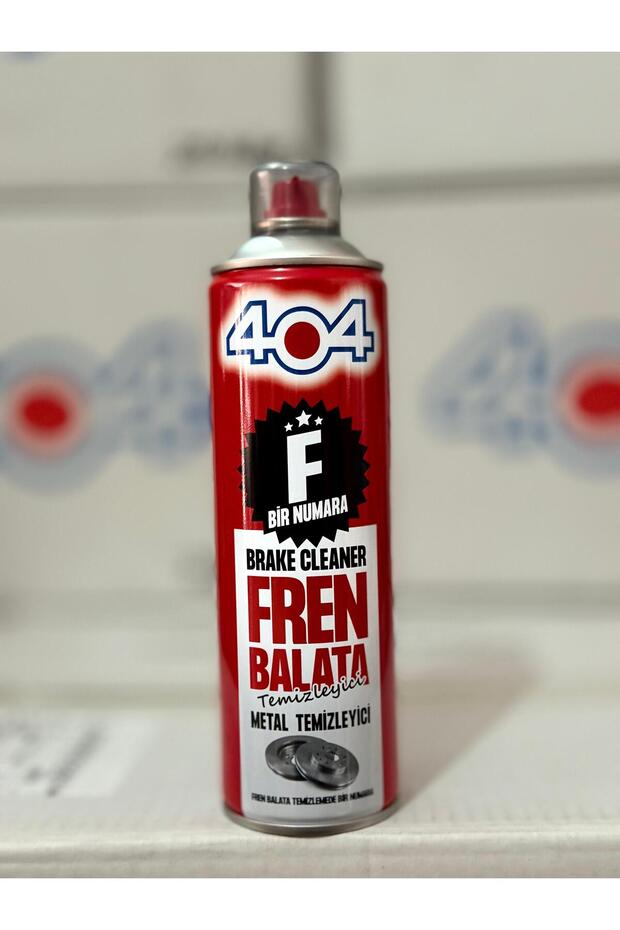 404
F
BİR NUMARA
BRAKE CLEANER
FREN
BALATA
Temizleyici
METAL TEMİZLEYİCİ
FREN BALATA TEMİZLEMEDE BİR NUMARA